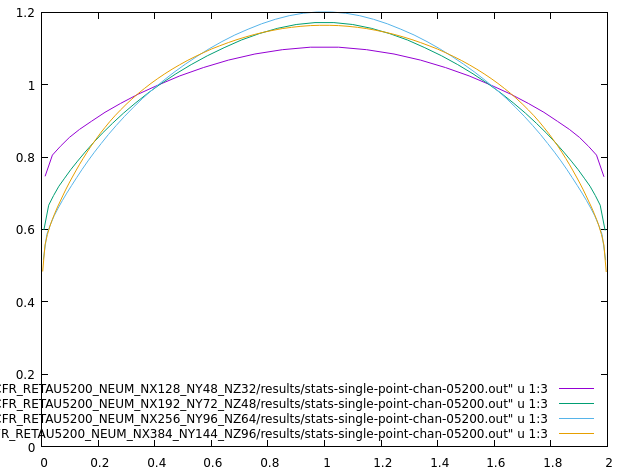 1.2
1
0.8
0.6
0.4
0.2
CFR_RETAU5200_NEUM_NX128_NY48_NZ32/results/stats-single-point-chan-05200.out" u 1:3
CFR_RETAU5200_NEUM_NX192_NY72_NZ48/results/stats-single-point-chan-05200.out" u 1:3
CFR_RETAU5200_NEUM_NX256_NY96_NZ64/results/stats-single-point-chan-05200.out" u 1:3
FR_RETAU5200_NEUM_NX384_NY144_NZ96/results/stats-single-point-chan-05200.out" u 1:3
0
0 0.2 0.4 0.6 0.8 1 1.2 1.4 1.6 1.8 2